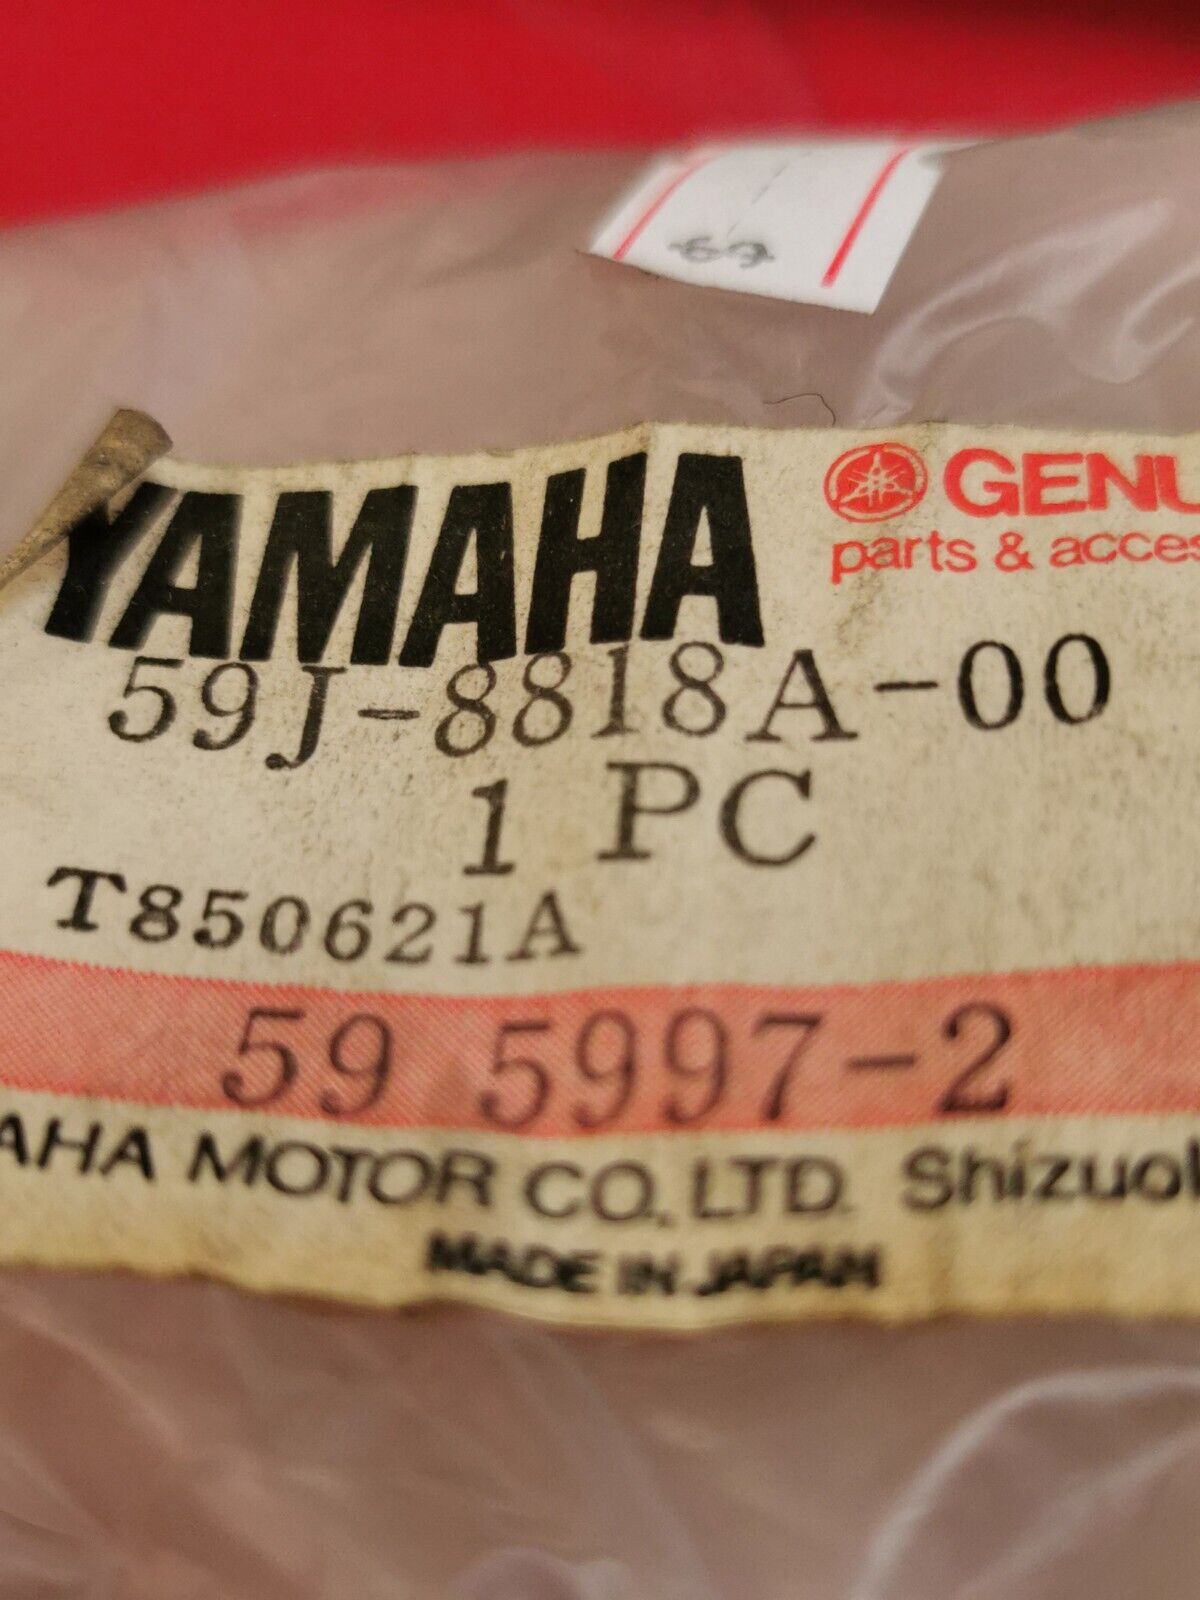 YAMAHA
GENU
parts & acces
59J-8818A-00
1 PC
T850621A
59 5997-2
AHA MOTOR CO., LTD. Shizuo
MADE IN JAPAN